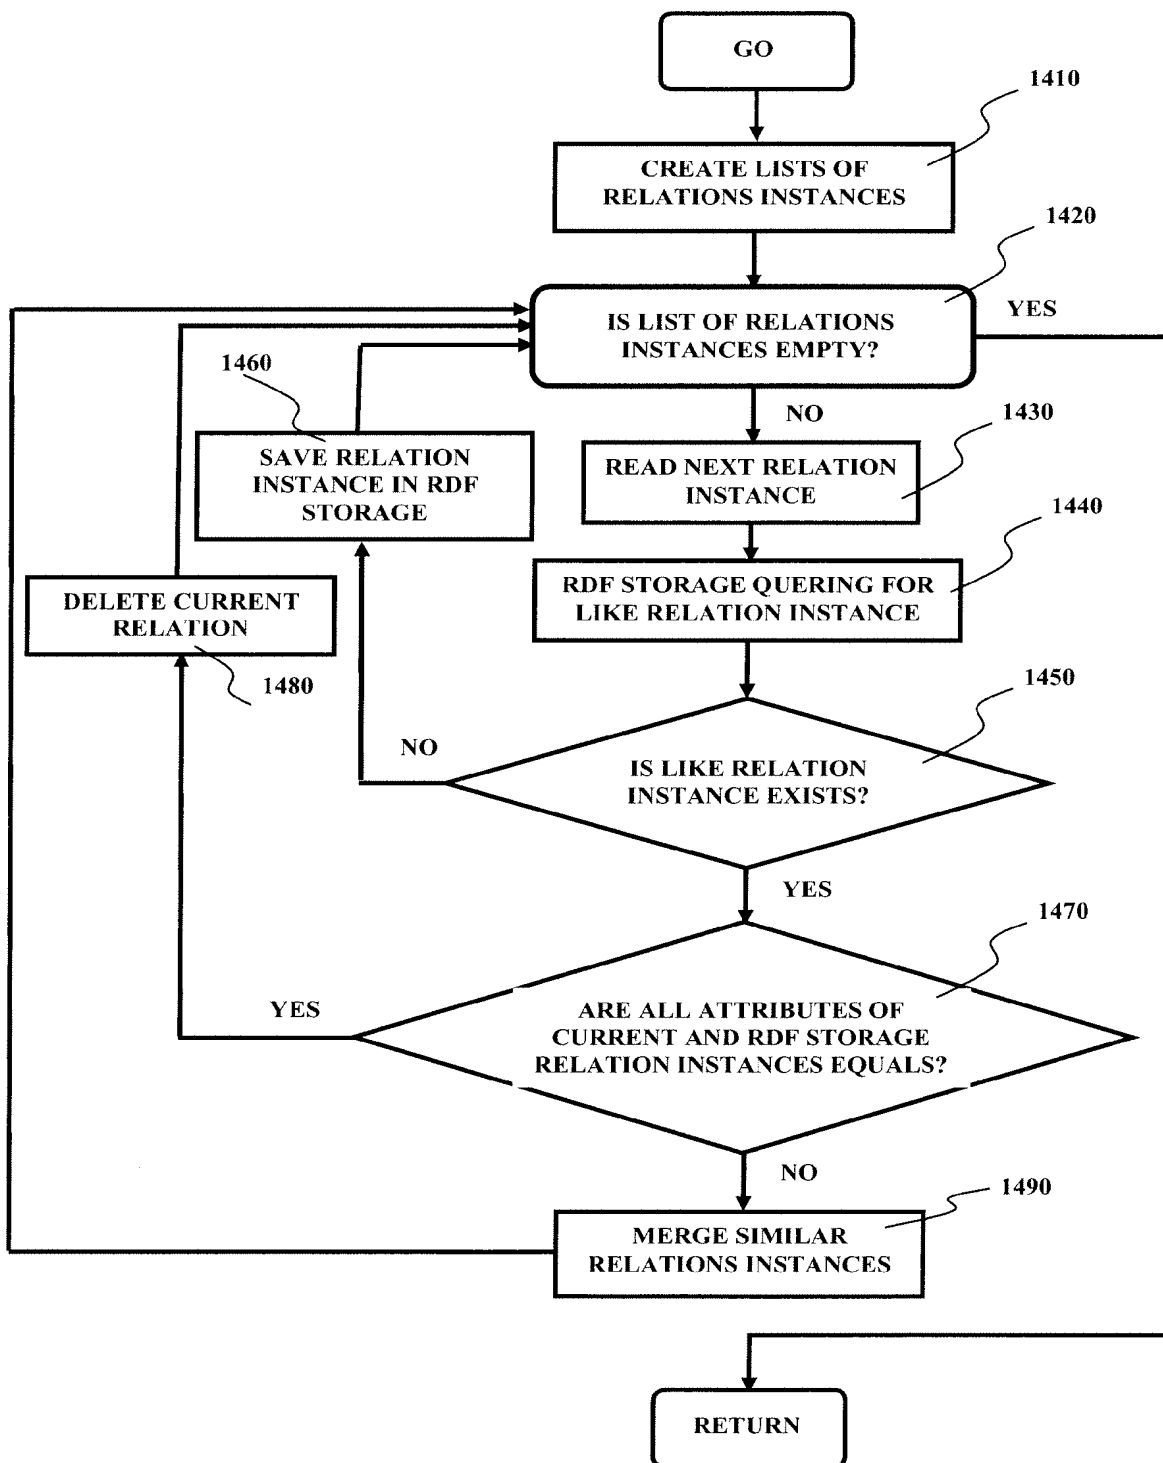 GO
1410
CREATE LISTS OF
RELATIONS INSTANCES
1420
IS LIST OF RELATIONS
INSTANCES EMPTY?
YES
1460
NO
1430
SAVE RELATION
INSTANCE IN RDF
STORAGE
READ NEXT RELATION
INSTANCE
1440
RDF STORAGE QUERING FOR
LIKE RELATION INSTANCE
DELETE CURRENT
RELATION
1480
1450
NO
IS LIKE RELATION
INSTANCE EXISTS?
YES
1470
YES
ARE ALL ATTRIBUTES OF
CURRENT AND RDF STORAGE
RELATION INSTANCES EQUALS?
NO
1490
MERGE SIMILAR
RELATIONS INSTANCES
RETURN